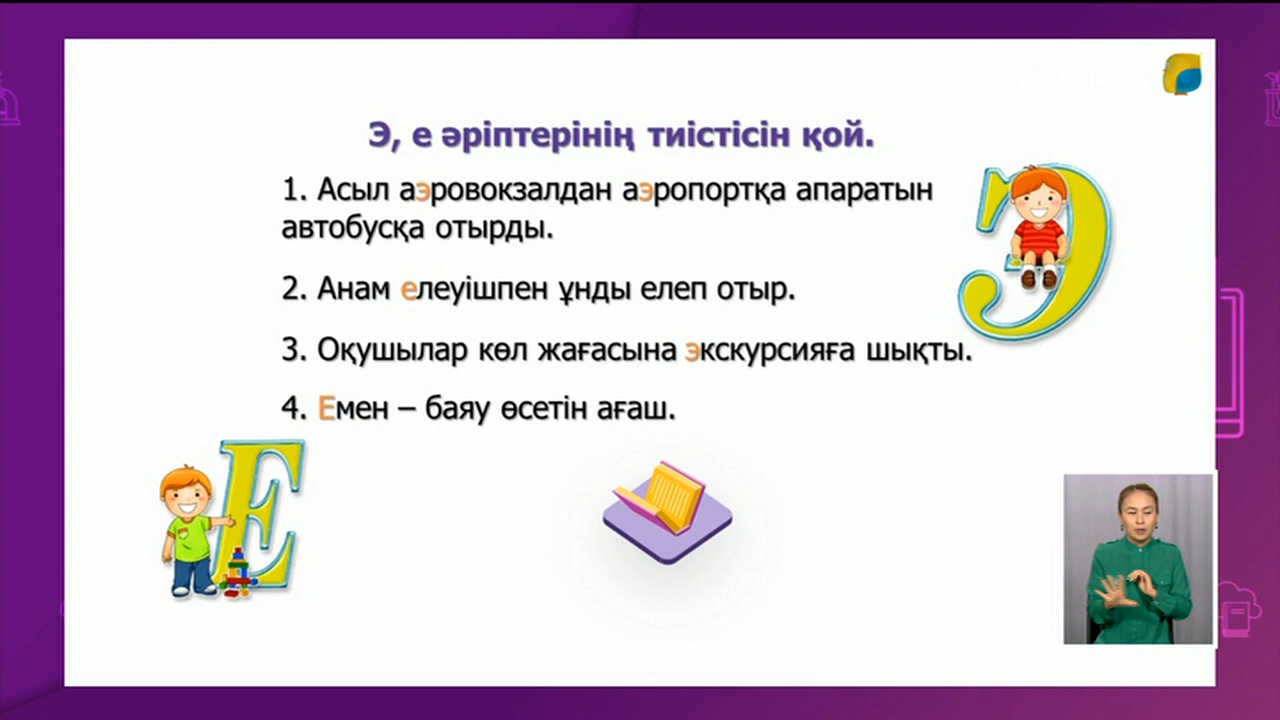 Э, е әріптерінің тиістісін қой.
1. Асыл аэровокзалдан аэропортқа апаратын
автобусқа отырды.
2. Анам елеуішпен ұнды елеп отыр.
3. Оқушылар көл жағасына экскурсияға шықты.
4. Емен – баяу өсетін ағаш.
Э
Е